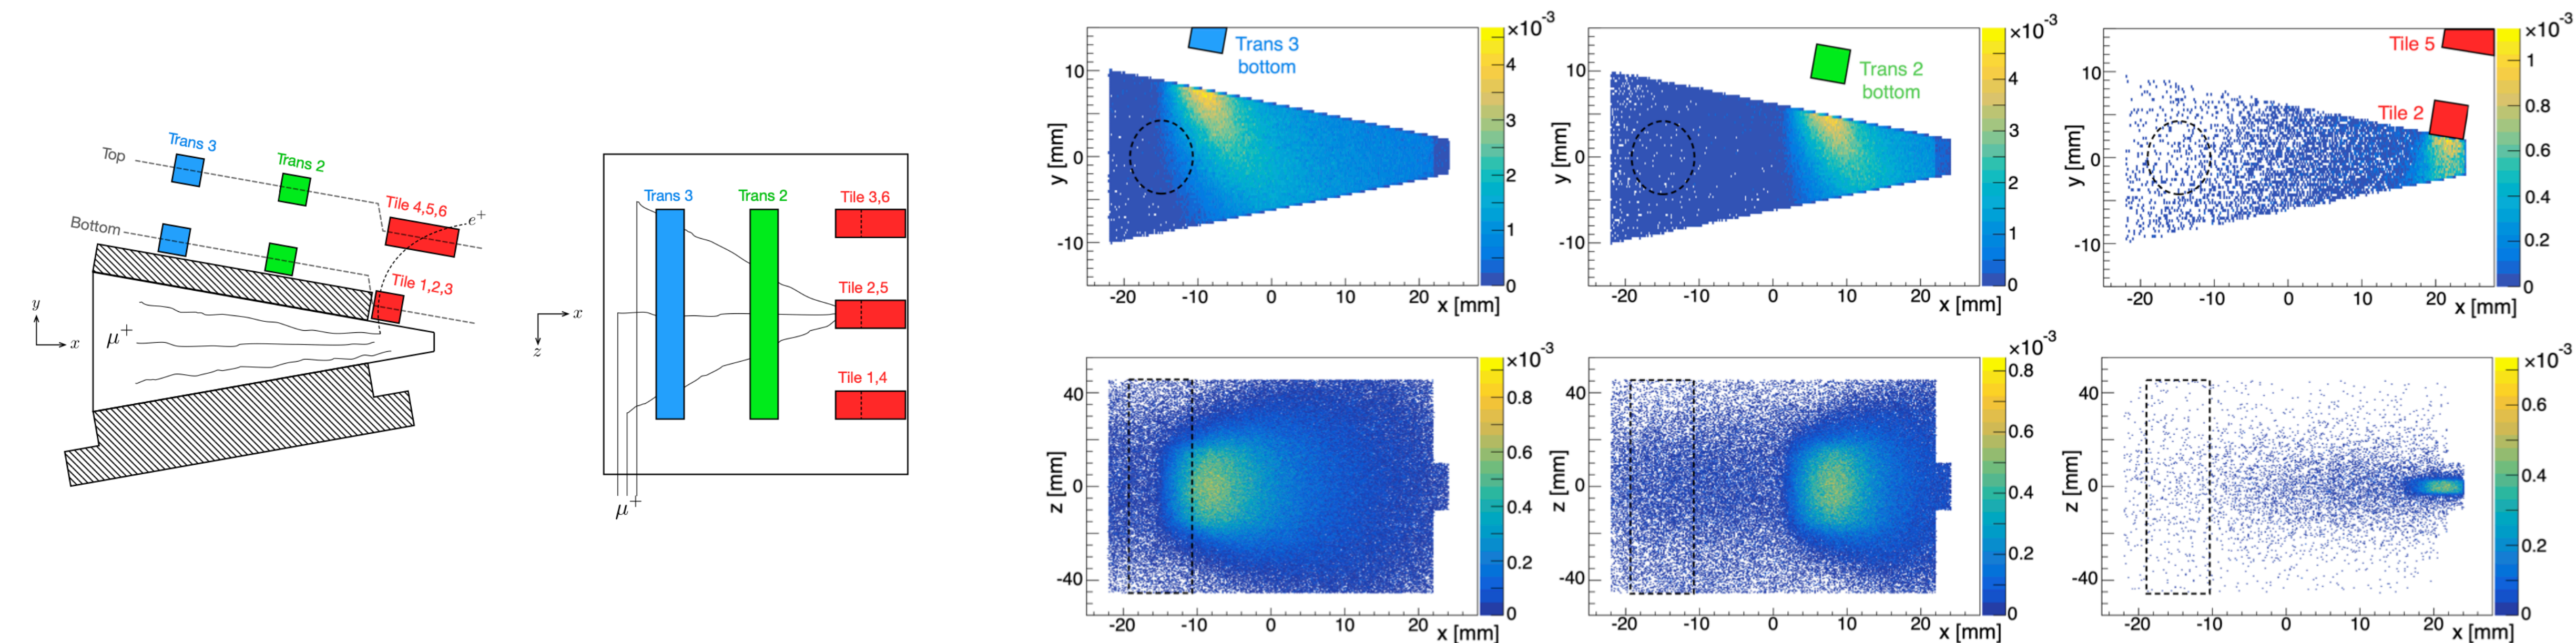 Trans 3
Top
Trans 2
Tile 4,5,6
e⁺
Bottom
Tile 1,2,3
y
x
μ⁺
Trans 3
Trans 2
Tile 3,6
Tile 2,5
Tile 1,4
x
z
μ⁺
Trans 3
bottom
×10⁻³
y [mm]
10
0
-10
-20
-10
0
10
20
x [mm]
4
3
2
1
0
Trans 2
bottom
×10⁻³
y [mm]
10
0
-10
-20
-10
0
10
20
x [mm]
4
3
2
1
0
Tile 5
Tile 2
×10⁻³
y [mm]
10
0
-10
-20
-10
0
10
20
x [mm]
1
0.8
0.6
0.4
0.2
0
×10⁻³
z [mm]
40
0
-40
-20
-10
0
10
20
x [mm]
0.8
0.6
0.4
0.2
0
×10⁻³
z [mm]
40
0
-40
-20
-10
0
10
20
x [mm]
0.8
0.6
0.4
0.2
0
×10⁻³
z [mm]
40
0
-40
-20
-10
0
10
20
x [mm]
0.6
0.4
0.2
0